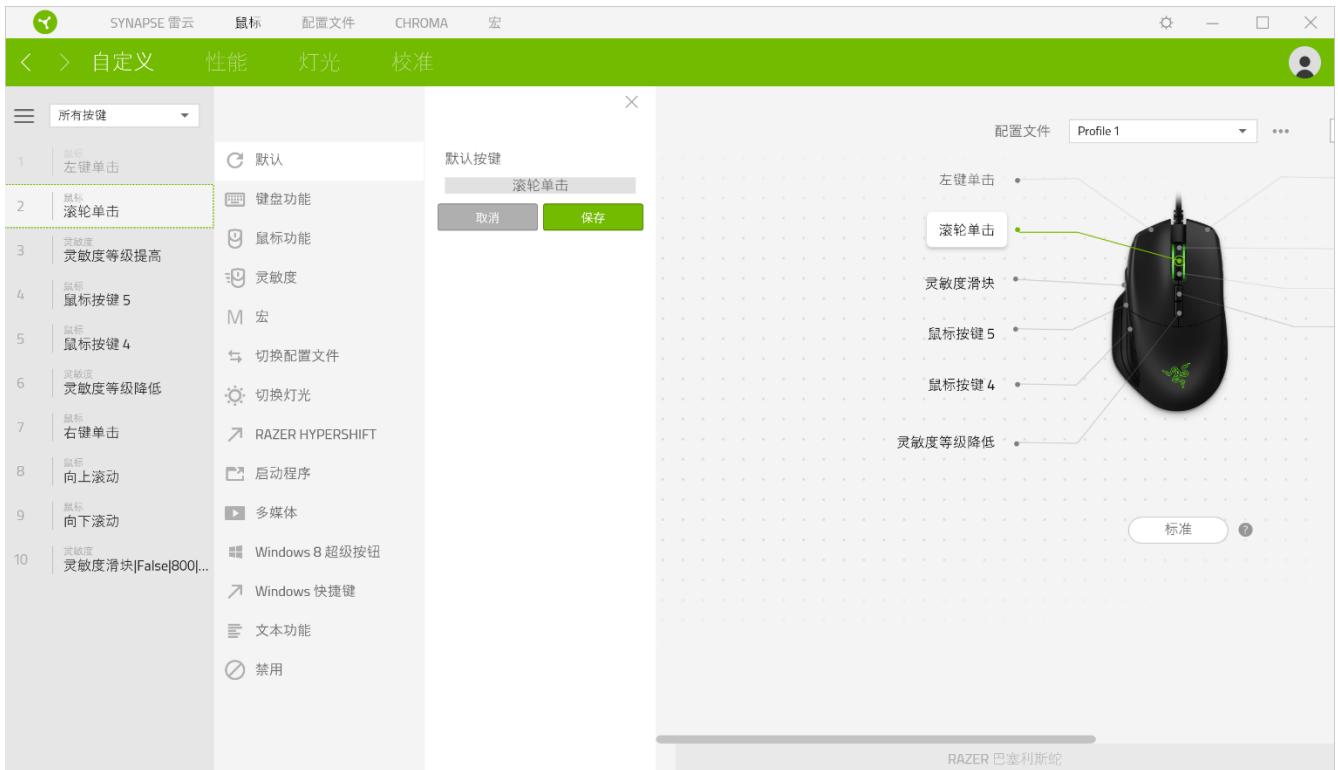 SYNAPSE 雷云 鼠标 配置文件 CHROMA 宏
自定义 性能 灯光 校准
所有按键
1 鼠标
左键单击
2 鼠标
滚轮单击
3 灵敏度
灵敏度等级提高
4 鼠标
鼠标按键 5
5 鼠标
鼠标按键 4
6 灵敏度
灵敏度等级降低
7 鼠标
右键单击
8 鼠标
向上滚动
9 鼠标
向下滚动
10 灵敏度
灵敏度滑块|False|800|...
默认
键盘功能
鼠标功能
灵敏度
宏
切换配置文件
切换灯光
RAZER HYPERSHIFT
启动程序
多媒体
Windows 8 超级按钮
Windows 快捷键
文本功能
禁用
默认按键
滚轮单击
取消 保存
配置文件 Profile 1
左键单击
滚轮单击
灵敏度滑块
鼠标按键 5
鼠标按键 4
灵敏度等级降低
标准 ?
RAZER 巴塞利斯蛇